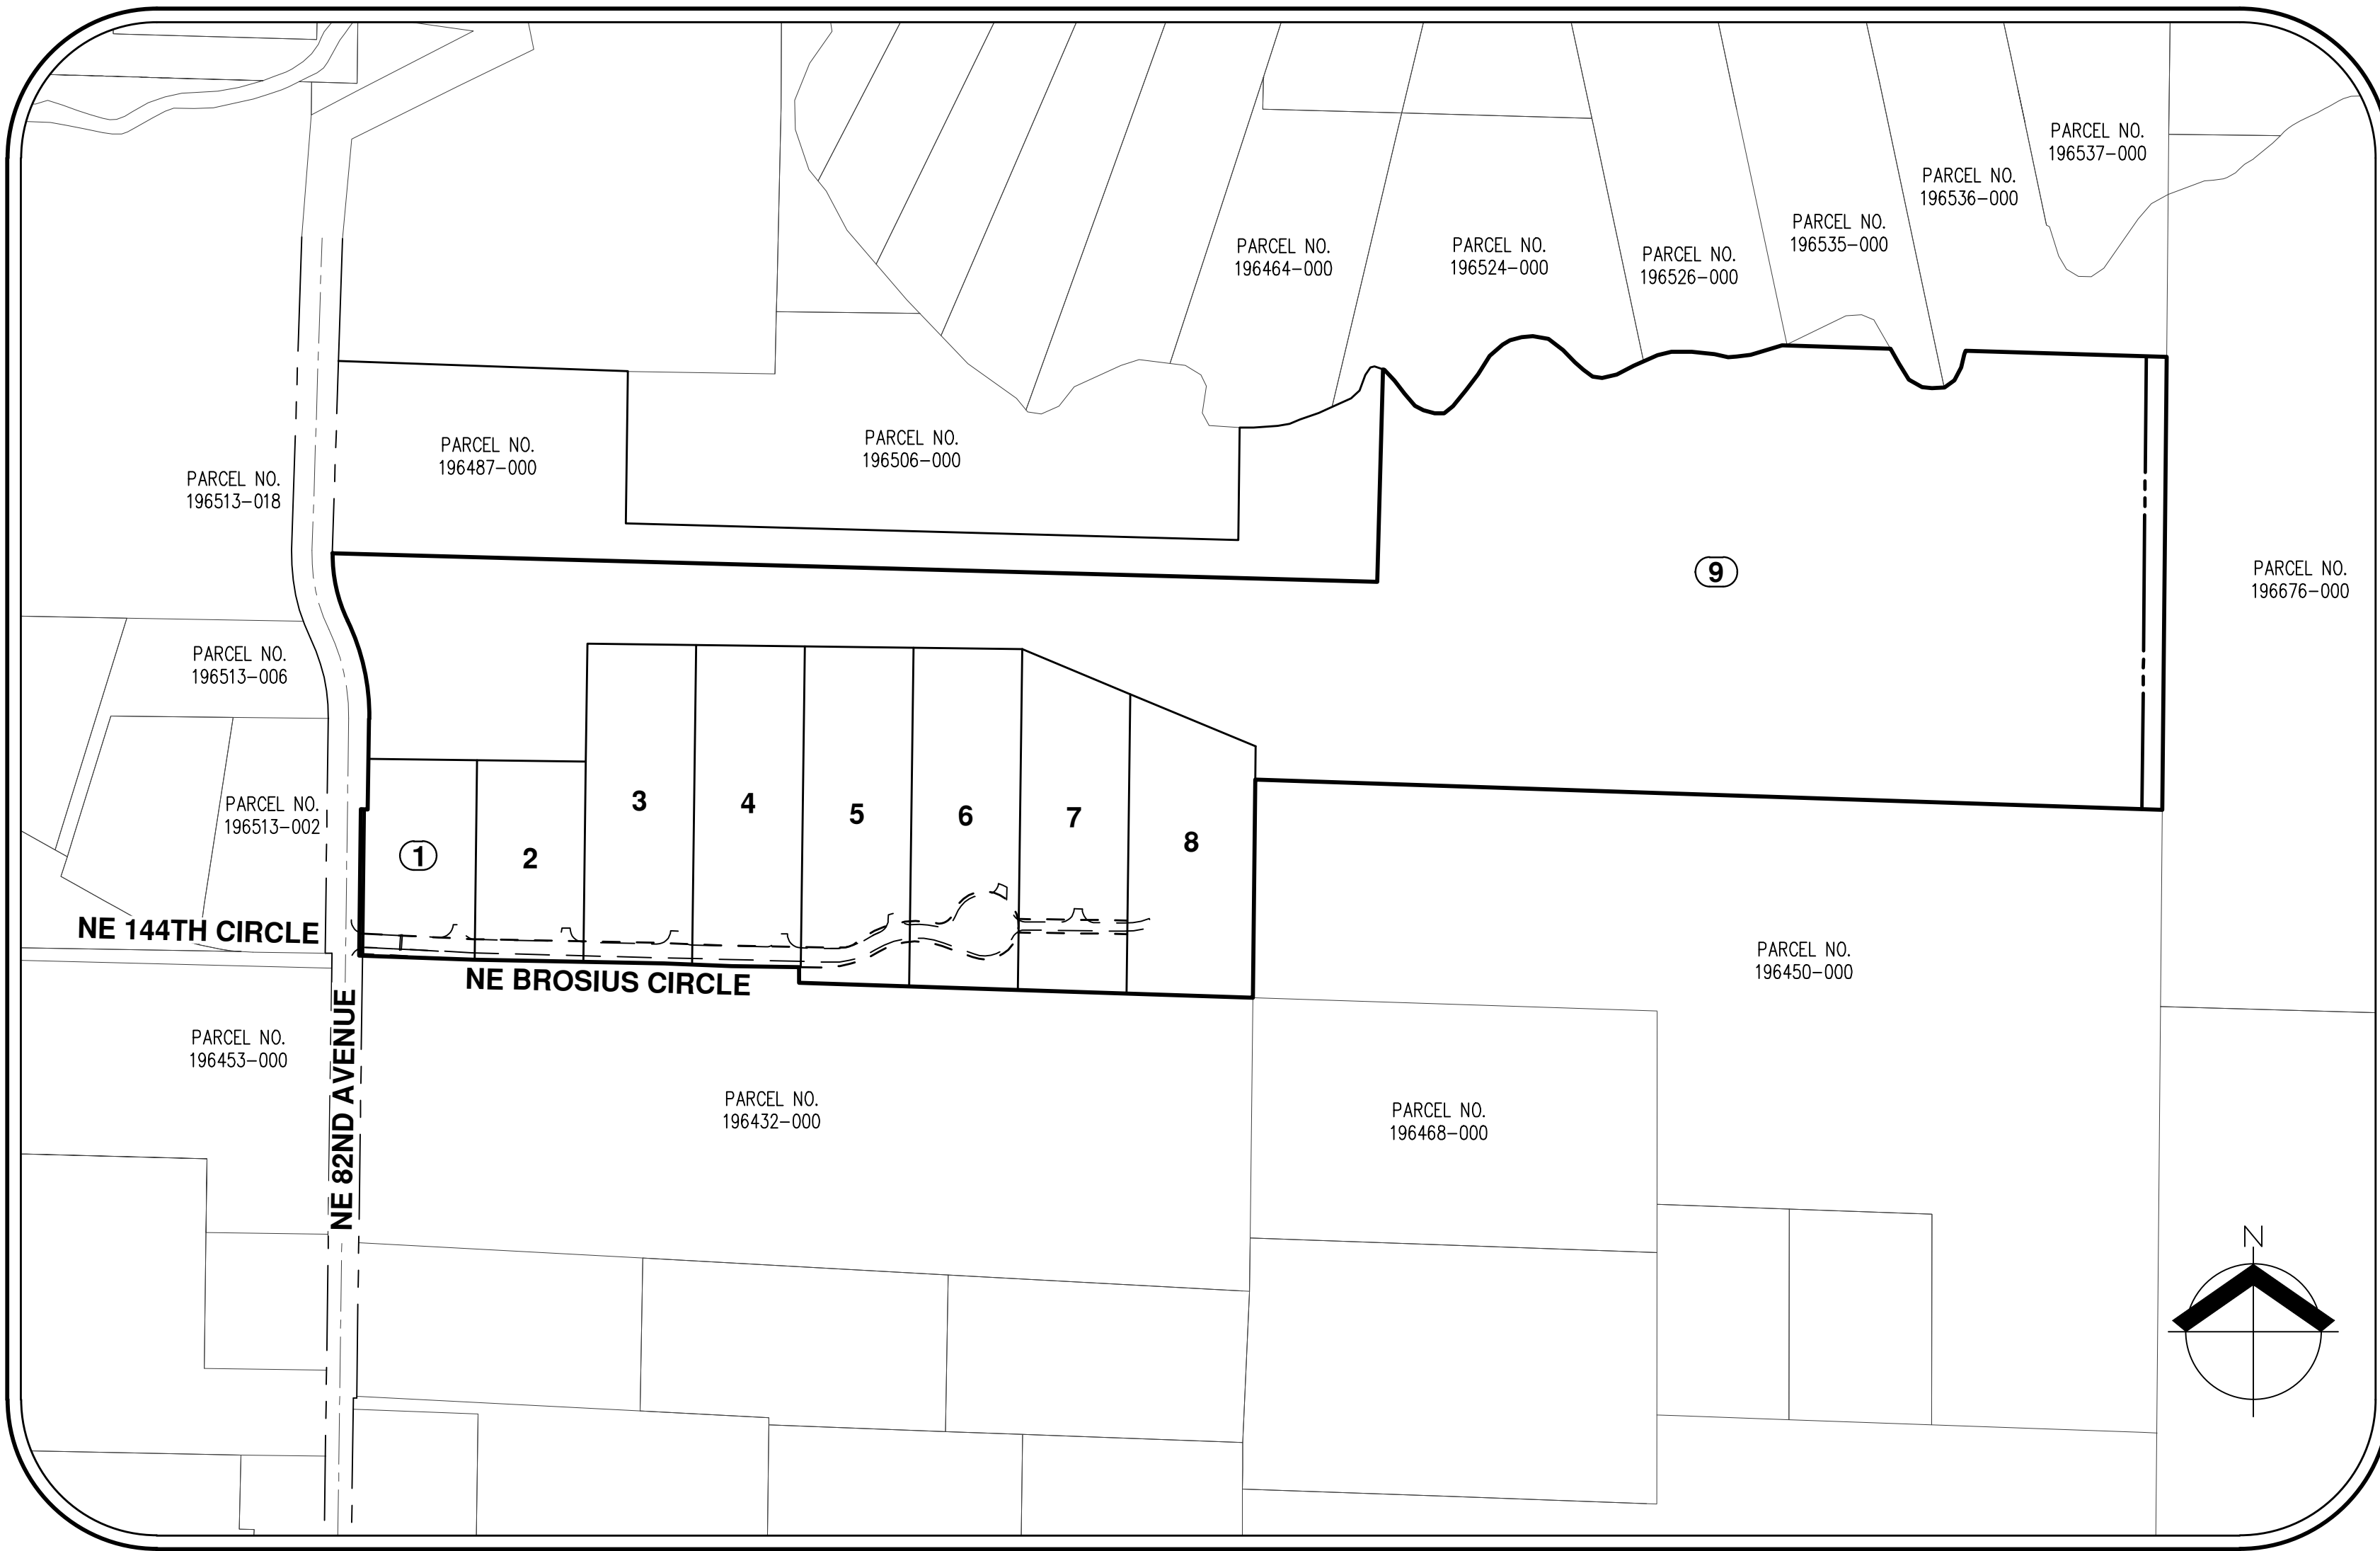 PARCEL NO.
196537-000
PARCEL NO.
196536-000
PARCEL NO.
196535-000
PARCEL NO.
196464-000
PARCEL NO.
196524-000
PARCEL NO.
196526-000
PARCEL NO.
196487-000
PARCEL NO.
196506-000
PARCEL NO.
196513-018
9
PARCEL NO.
196676-000
PARCEL NO.
196513-006
PARCEL NO.
196513-002
1
2
3
4
5
6
7
8
NE 144TH CIRCLE
NE BROSIUS CIRCLE
PARCEL NO.
196450-000
NE 82ND AVENUE
PARCEL NO.
196453-000
PARCEL NO.
196432-000
PARCEL NO.
196468-000
N